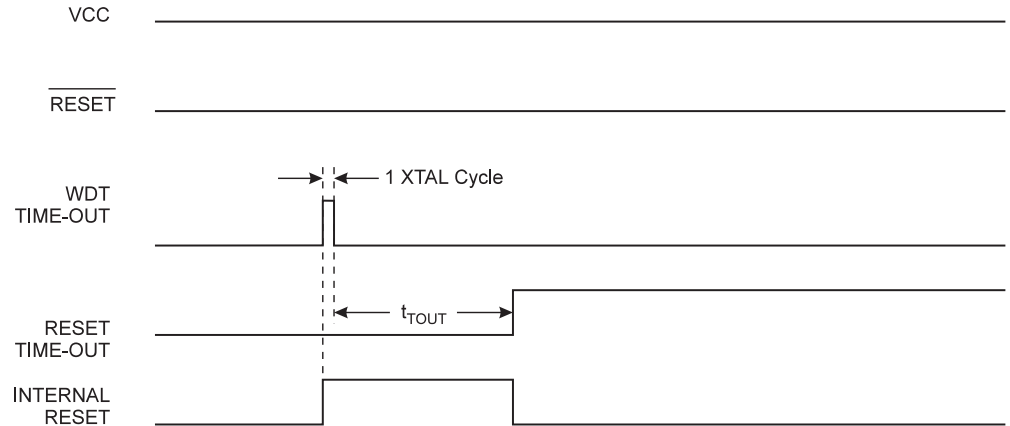 VCC
RESET
WDT
TIME-OUT
1 XTAL Cycle
RESET
TIME-OUT
tTOUT
INTERNAL
RESET